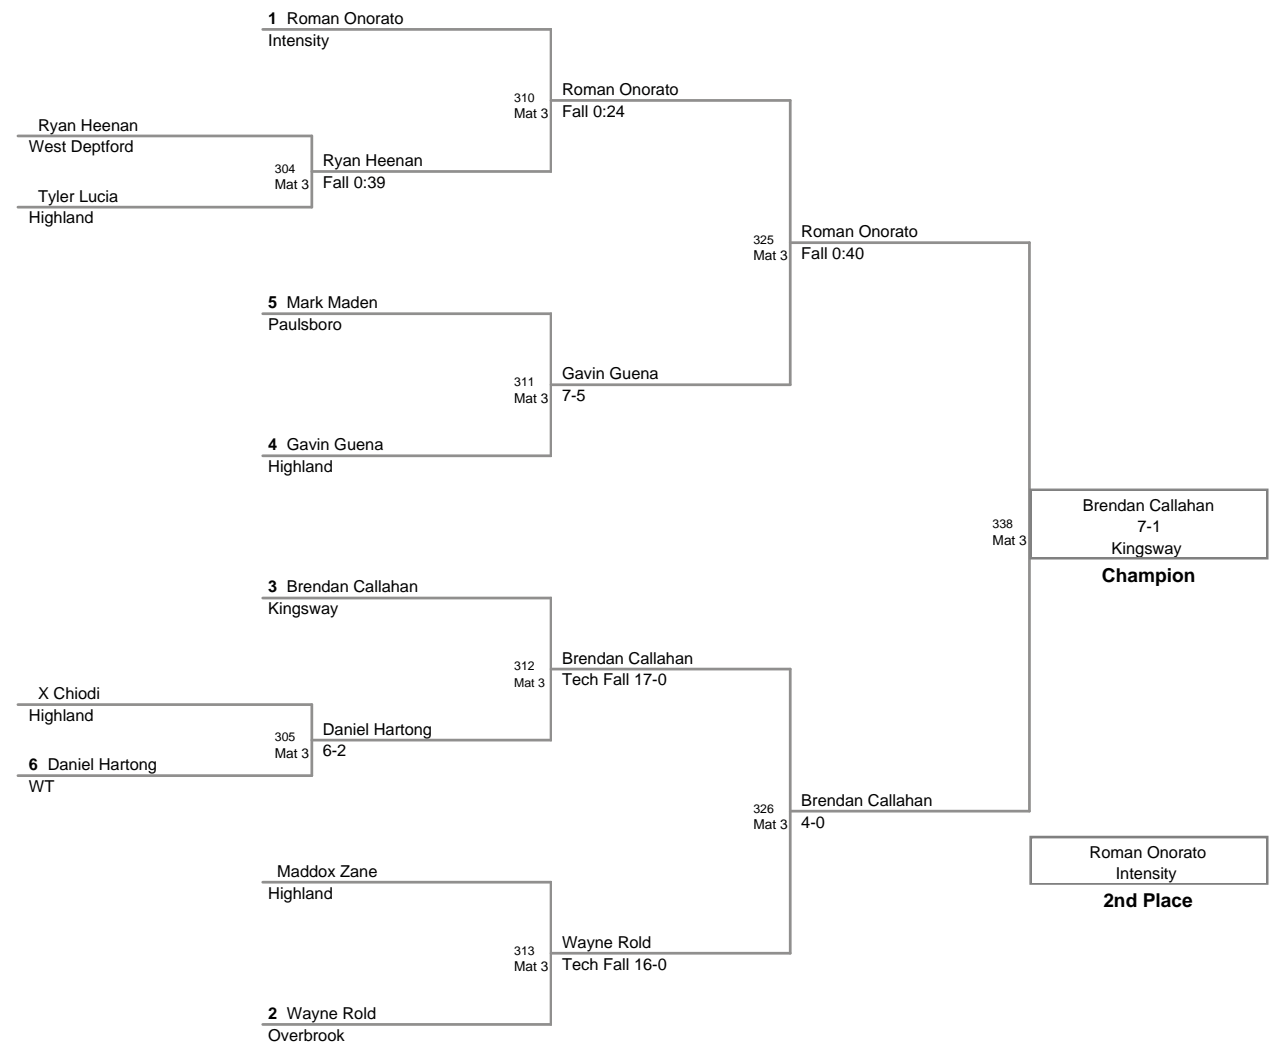 1 Roman Onorato
Intensity
310
Mat 3
Roman Onorato
Fall 0:24
Ryan Heenan
West Deptford
304
Mat 3
Ryan Heenan
Fall 0:39
Tyler Lucia
Highland
325
Mat 3
Roman Onorato
Fall 0:40
5 Mark Maden
Paulsboro
311
Mat 3
Gavin Guena
7-5
4 Gavin Guena
Highland
338
Mat 3
Brendan Callahan
7-1
Kingsway
Champion
3 Brendan Callahan
Kingsway
312
Mat 3
Brendan Callahan
Tech Fall 17-0
X Chiodi
Highland
305
Mat 3
Daniel Hartong
6-2
6 Daniel Hartong
WT
326
Mat 3
Brendan Callahan
4-0
Roman Onorato
Intensity
2nd Place
Maddox Zane
Highland
313
Mat 3
Wayne Rold
Tech Fall 16-0
2 Wayne Rold
Overbrook